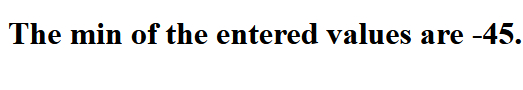 The min of the entered values are -45.